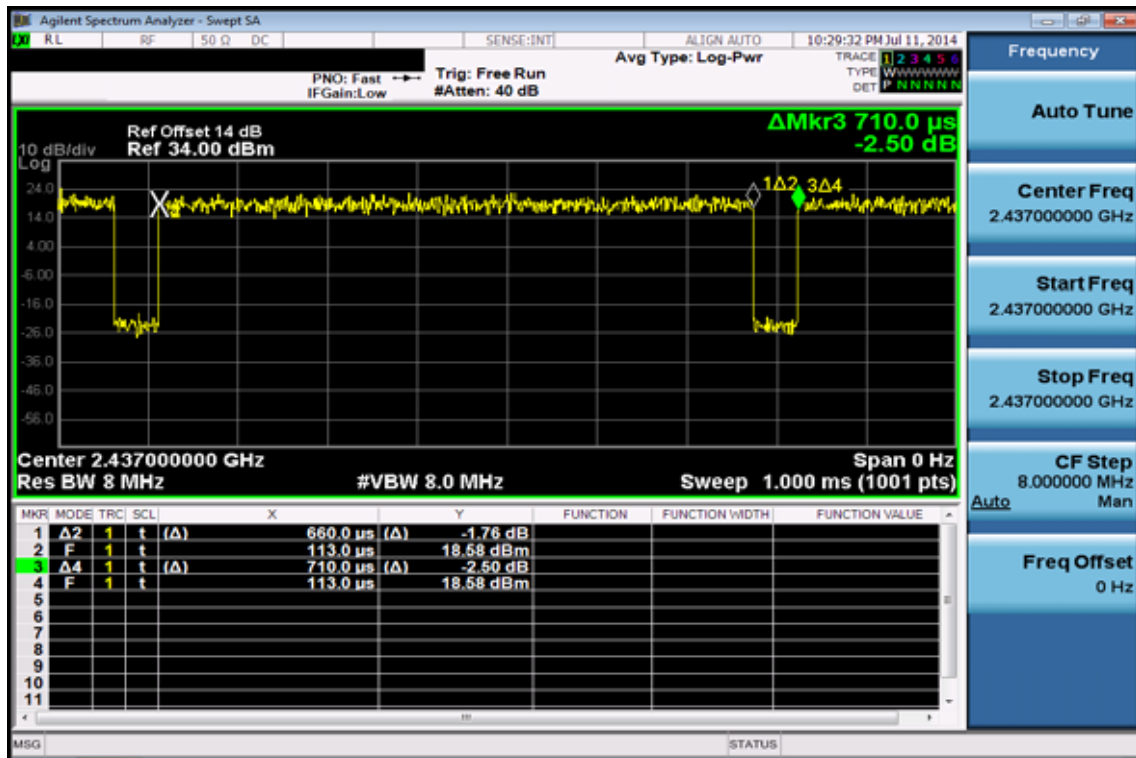 Agilent Spectrum Analyzer - Swept SA
RL RF 50 Ω DC SENSE:INT ALIGN AUTO 10:29:32 PM Jul 11, 2014
PNO: Fast Trig: Free Run Avg Type: Log-Pwr TRACE 1 2 3 4 5 6
IFGain:Low #Atten: 40 dB TYPE WWWWWW
DET P N N N N N
Ref Offset 14 dB ΔMkr3 710.0 µs
10 dB/div Ref 34.00 dBm -2.50 dB
Log
1Δ2 3Δ4
24.0
14.0
4.00
-6.00
-16.0
-26.0
-36.0
-46.0
-56.0
Center 2.437000000 GHz Span 0 Hz
Res BW 8 MHz #VBW 8.0 MHz Sweep 1.000 ms (1001 pts)
MKR MODE TRC SCL X Y FUNCTION FUNCTION WIDTH FUNCTION VALUE
1 Δ2 1 t (Δ) 660.0 µs (Δ) -1.76 dB
2 F 1 t 113.0 µs 18.58 dBm
3 Δ4 1 t (Δ) 710.0 µs (Δ) -2.50 dB
4 F 1 t 113.0 µs 18.58 dBm
5
6
7
8
9
10
11
MSG STATUS
Frequency
Auto Tune
Center Freq
2.437000000 GHz
Start Freq
2.437000000 GHz
Stop Freq
2.437000000 GHz
CF Step
8.000000 MHz
Auto Man
Freq Offset
0 Hz